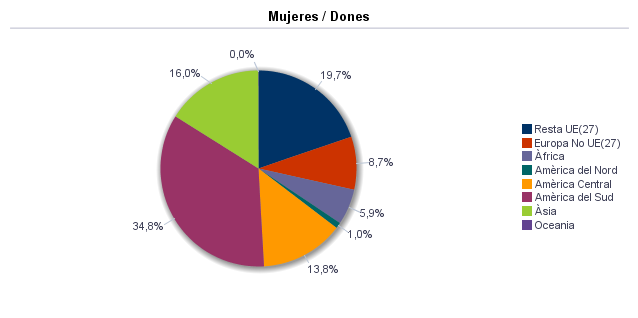 Mujeres / Dones
0,0%
16,0%
19,7%
8,7%
5,9%
1,0%
13,8%
34,8%
Resta UE(27)
Europa No UE(27)
Àfrica
Amèrica del Nord
Amèrica Central
Amèrica del Sud
Àsia
Oceania